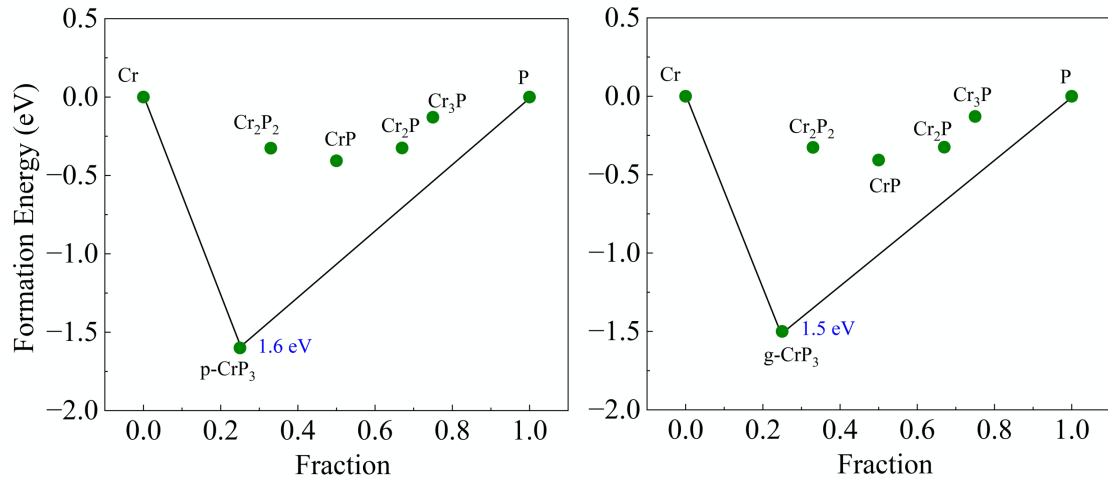 0.5
0.0
−0.5
−1.0
−1.5
−2.0
Formation Energy (eV)
Cr
Cr₂P₂
CrP
Cr₂P
Cr₃P
P
1.6 eV
p-CrP₃
0.0 0.2 0.4 0.6 0.8 1.0
Fraction
0.5
0.0
−0.5
−1.0
−1.5
−2.0
Cr
Cr₂P₂
CrP
Cr₂P
Cr₃P
P
1.5 eV
g-CrP₃
0.0 0.2 0.4 0.6 0.8 1.0
Fraction